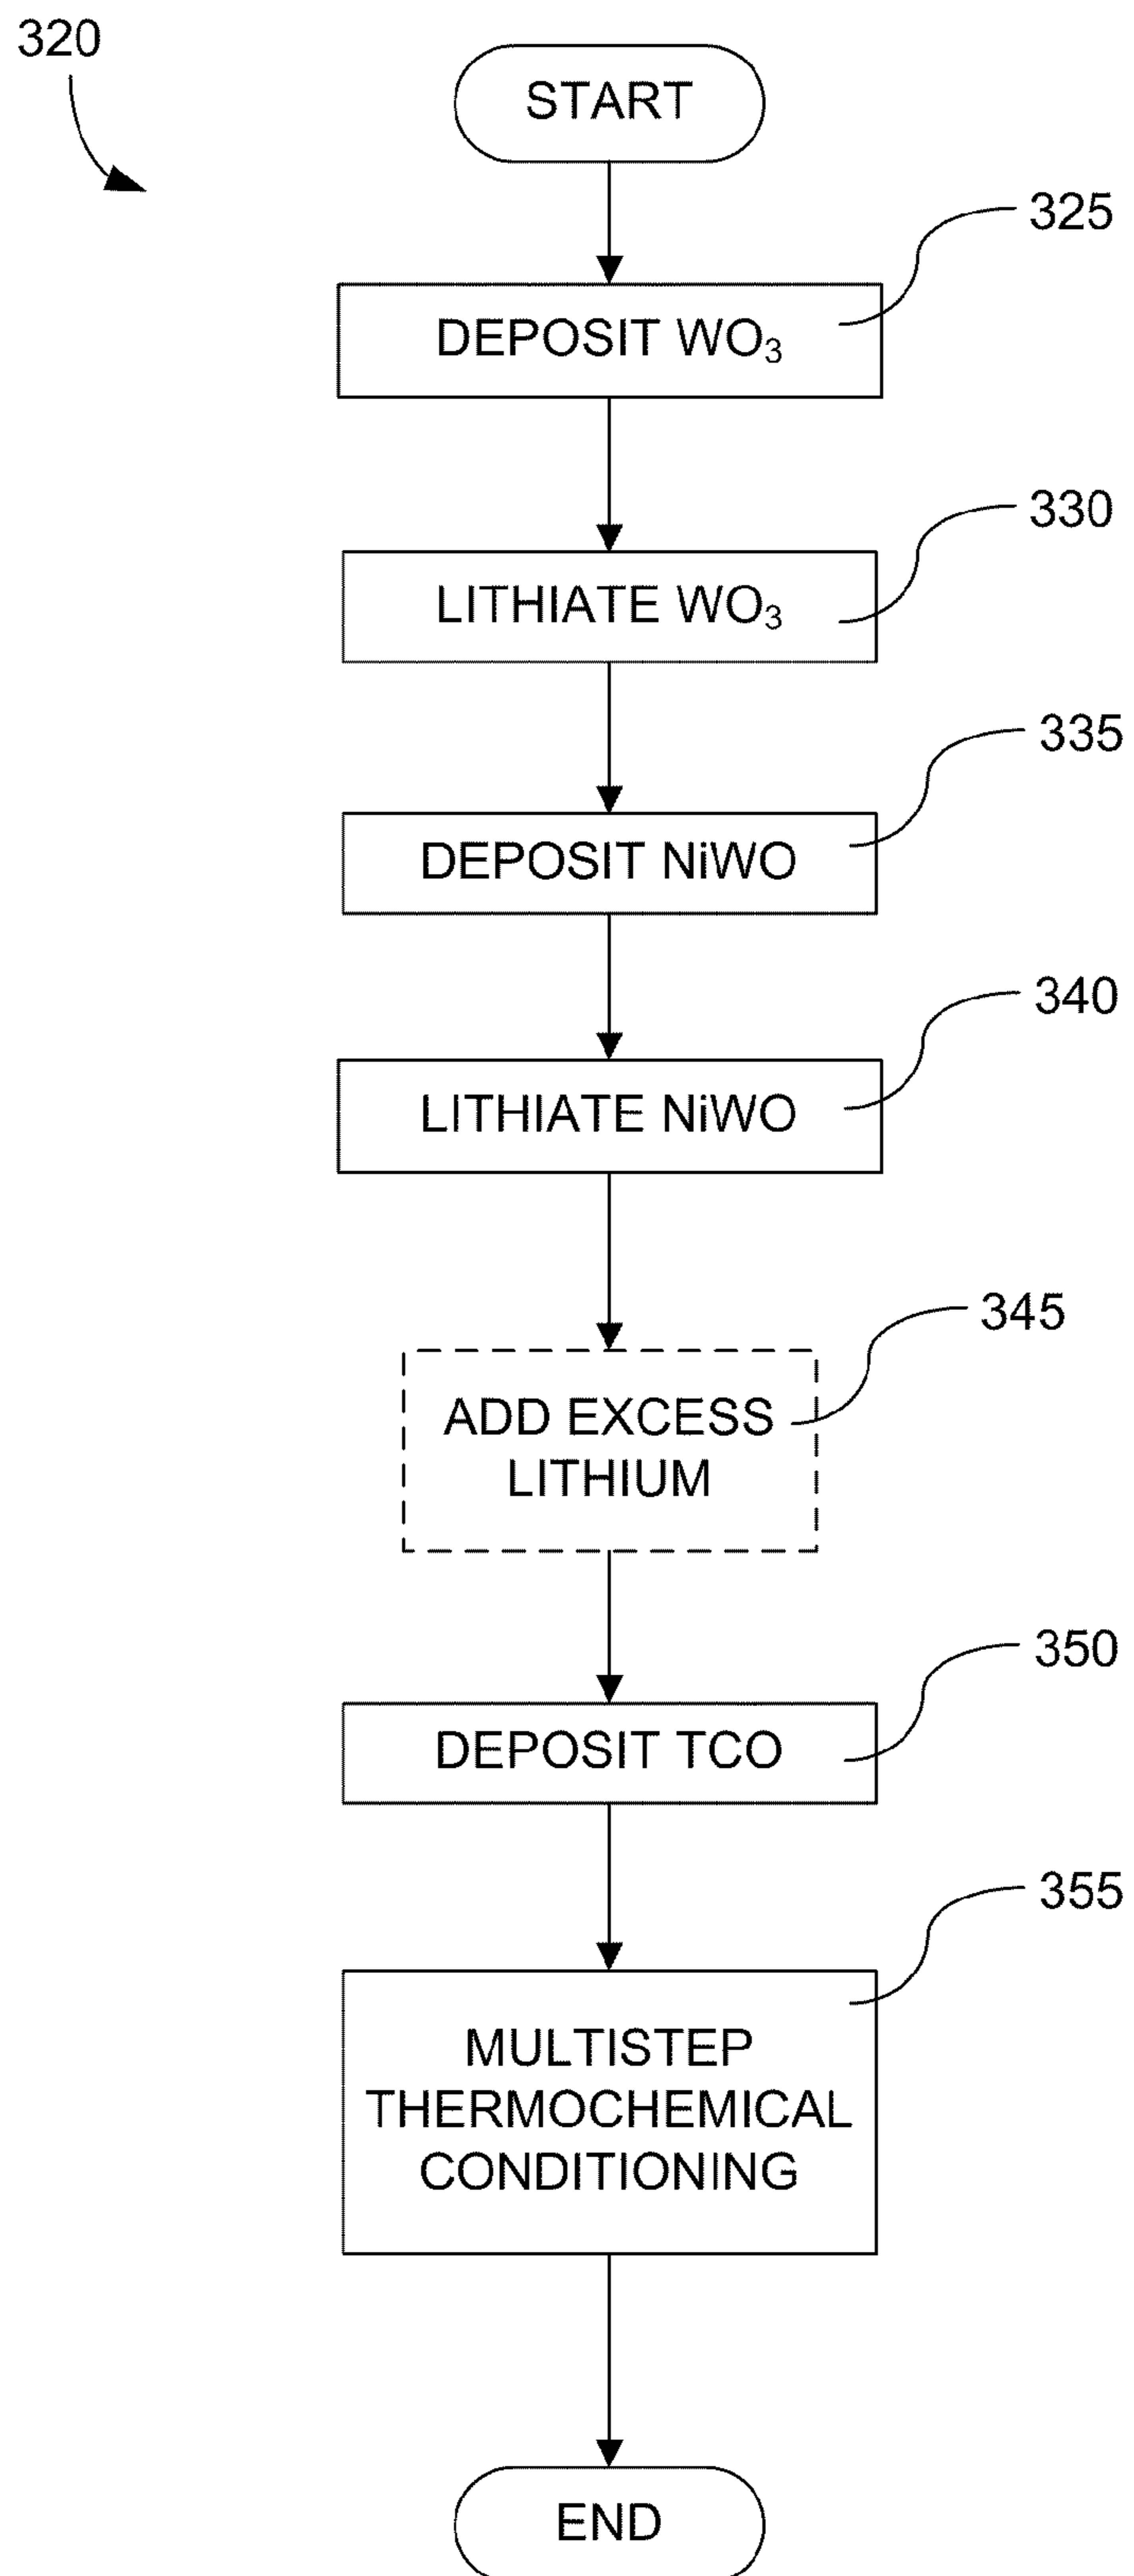 320
START
325
DEPOSIT WO₃
330
LITHIATE WO₃
335
DEPOSIT NiWO
340
LITHIATE NiWO
345
ADD EXCESS
LITHIUM
350
DEPOSIT TCO
355
MULTISTEP
THERMOCHEMICAL
CONDITIONING
END